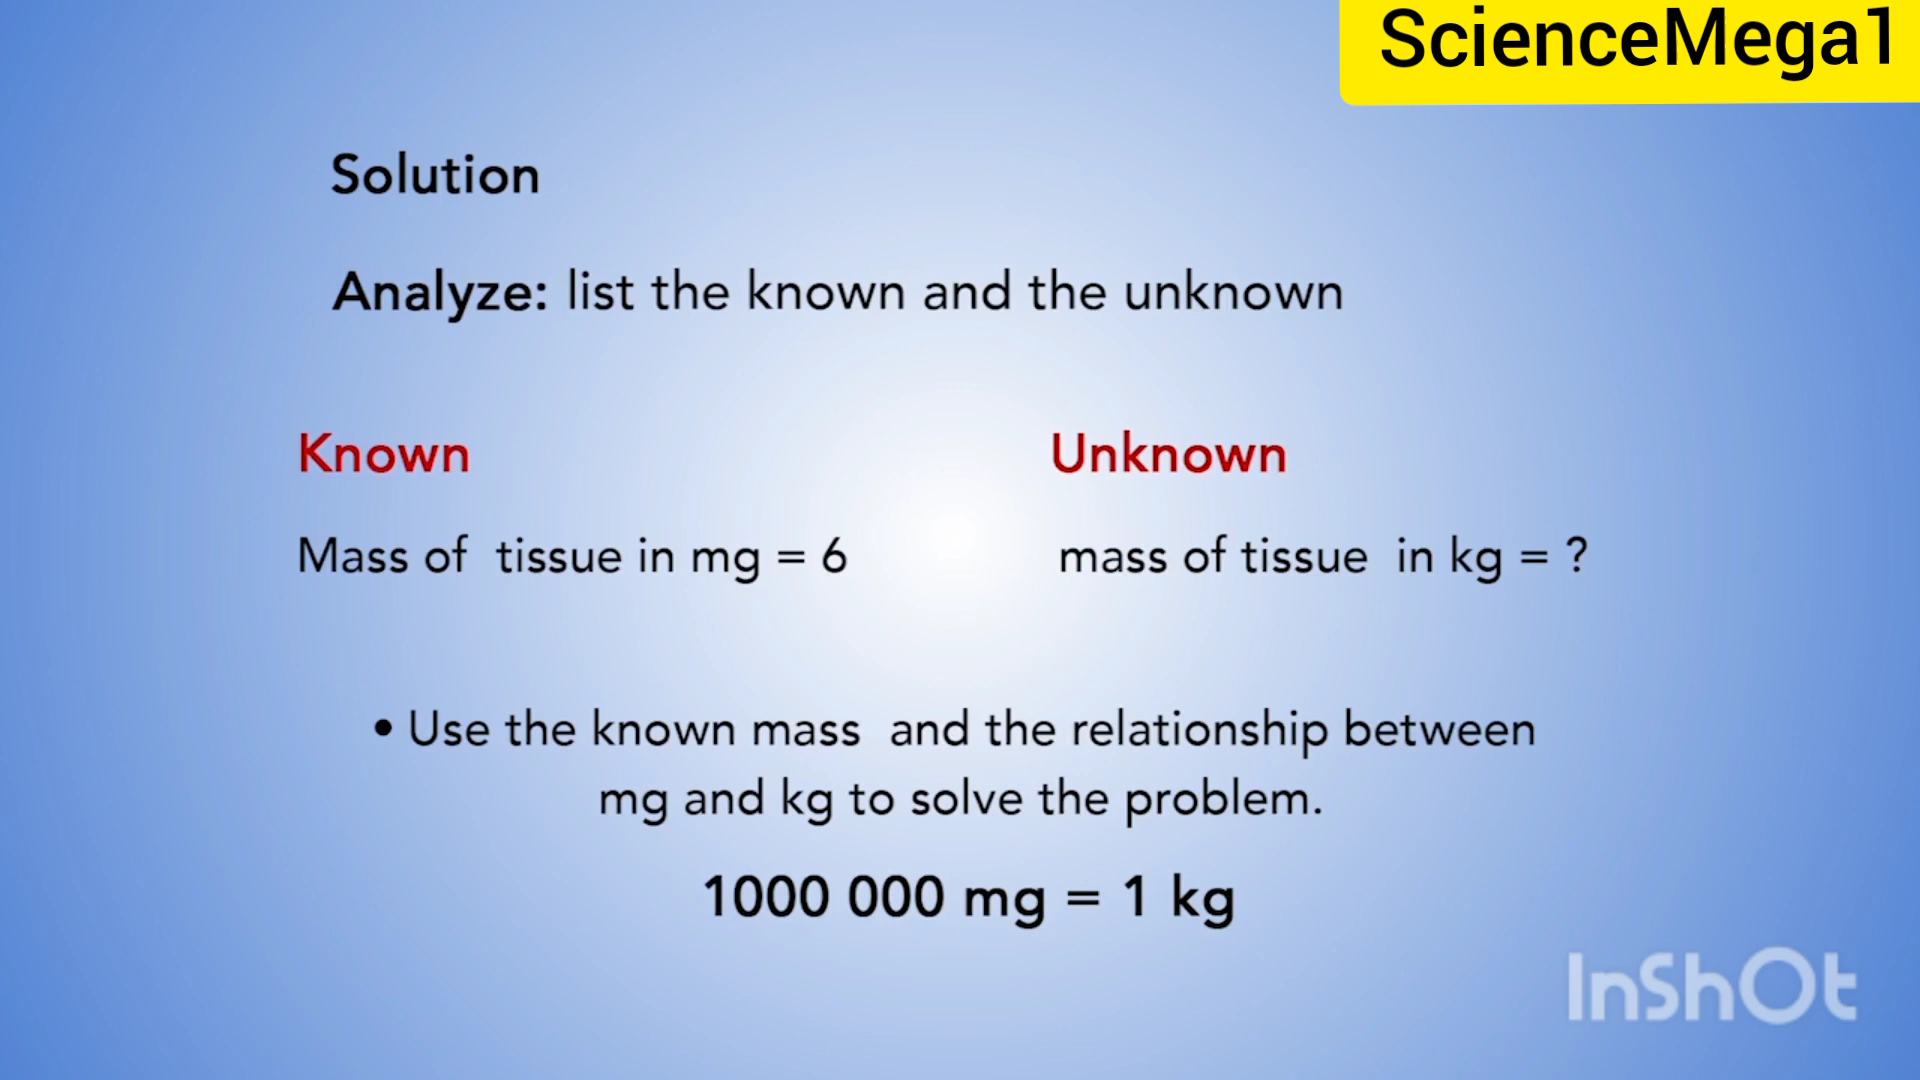 ScienceMega1
Solution
Analyze: list the known and the unknown
Known
Unknown
Mass of tissue in mg = 6
mass of tissue in kg = ?
• Use the known mass and the relationship between
mg and kg to solve the problem.
1000 000 mg = 1 kg
InShOt